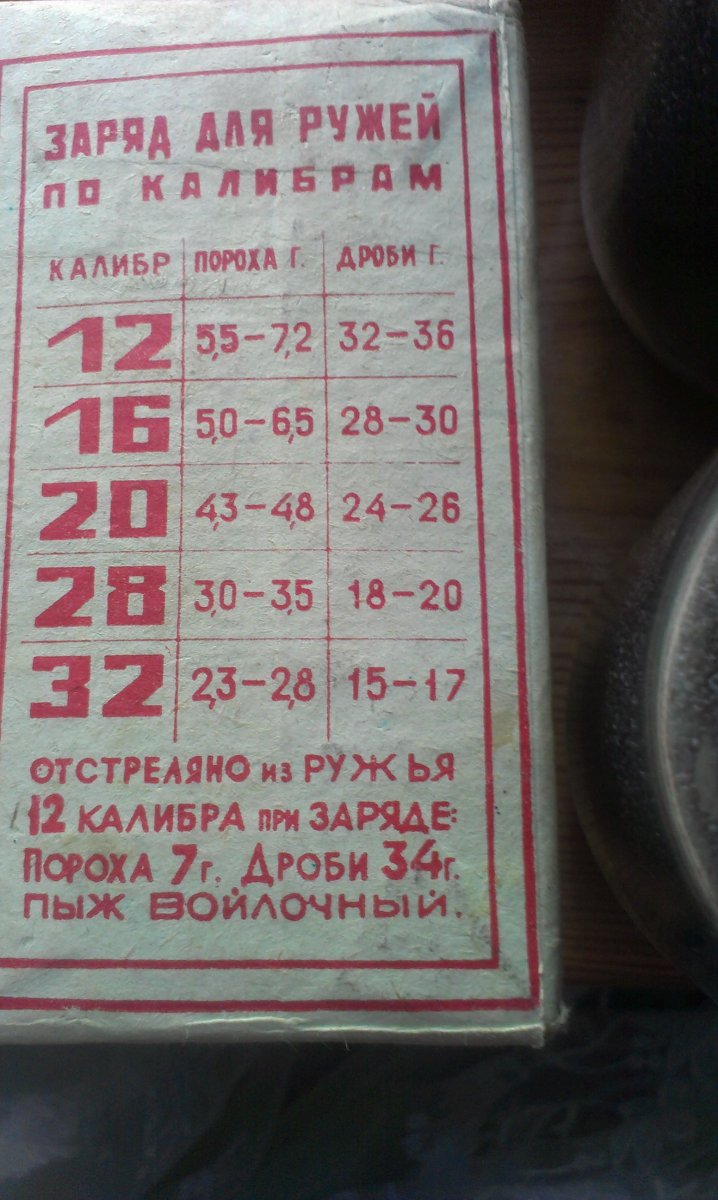 ЗАРЯД ДЛЯ РУЖЕЙ
ПО КАЛИБРАМ
КАЛИБР ПОРОХА Г. ДРОБИ Г.
12 5,5-7,2 32-36
16 5,0-6,5 28-30
20 4,3-4,8 24-26
28 3,0-3,5 18-20
32 2,3-2,8 15-17
ОТСТРЕЛЯНО ИЗ РУЖЬЯ
12 КАЛИБРА ПРИ ЗАРЯДЕ:
ПОРОХА 7г. ДРОБИ 34г.
ПЫЖ ВОЙЛОЧНЫЙ.